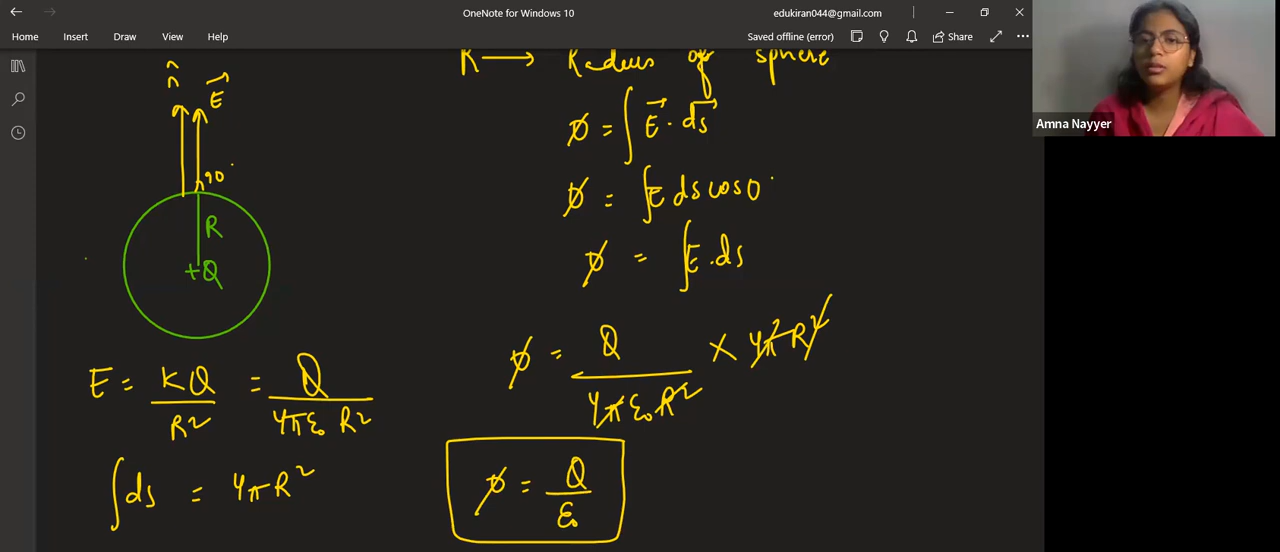 OneNote for Windows 10
edukiran044@gmail.com
Home Insert Draw View Help
Saved offline (error)
Share
Amna Nayyer
R → Radius of sphere
n̂
E⃗
90°
R
+Q
ϕ = ∫ E⃗ · ds⃗
ϕ = ∫ E ds cos 0°
ϕ = ∫ E · ds
E = KQ / R² = Q / 4πε₀ R²
ϕ = Q / 4πε₀R² × 4π²R²
∫ ds = 4πR²
ϕ = Q / ε₀